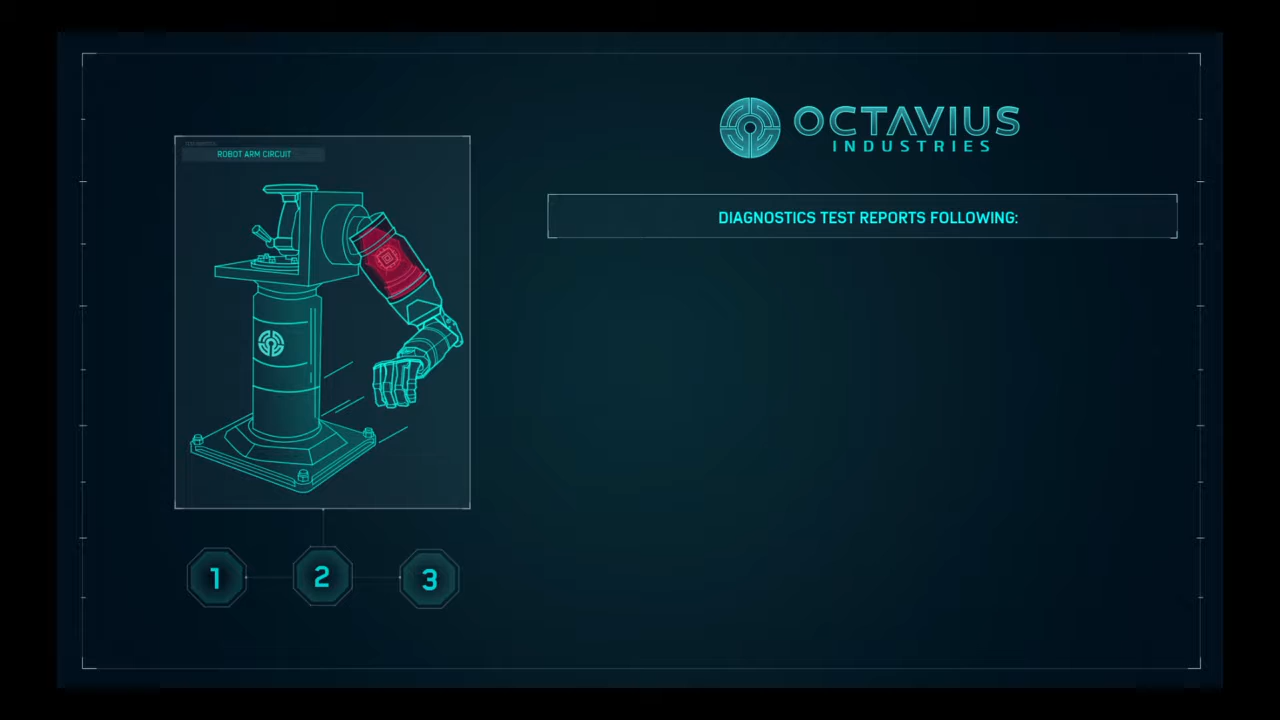 OCTAVIUS
INDUSTRIES
ROBOT ARM CIRCUIT
DIAGNOSTICS TEST REPORTS FOLLOWING:
1 2 3